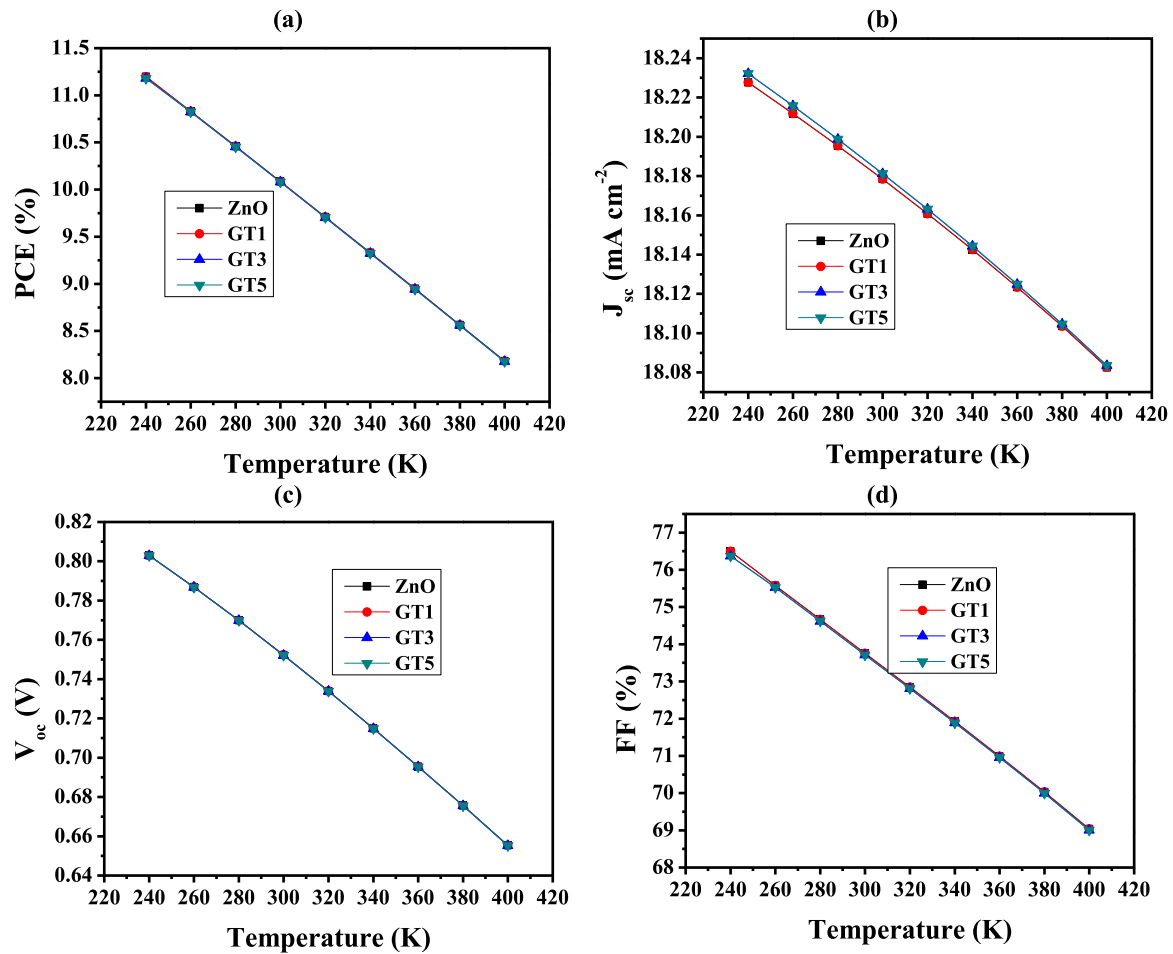 (a)
11.5
11.0
10.5
10.0
9.5
9.0
8.5
8.0
PCE (%)
ZnO
GT1
GT3
GT5
220 240 260 280 300 320 340 360 380 400 420
Temperature (K)
(b)
18.24
18.22
18.20
18.18
18.16
18.14
18.12
18.10
18.08
Jsc (mA cm-2)
ZnO
GT1
GT3
GT5
220 240 260 280 300 320 340 360 380 400 420
Temperature (K)
(c)
0.82
0.80
0.78
0.76
0.74
0.72
0.70
0.68
0.66
0.64
Voc (V)
ZnO
GT1
GT3
GT5
220 240 260 280 300 320 340 360 380 400 420
Temperature (K)
(d)
77
76
75
74
73
72
71
70
69
68
FF (%)
ZnO
GT1
GT3
GT5
220 240 260 280 300 320 340 360 380 400 420
Temperature (K)